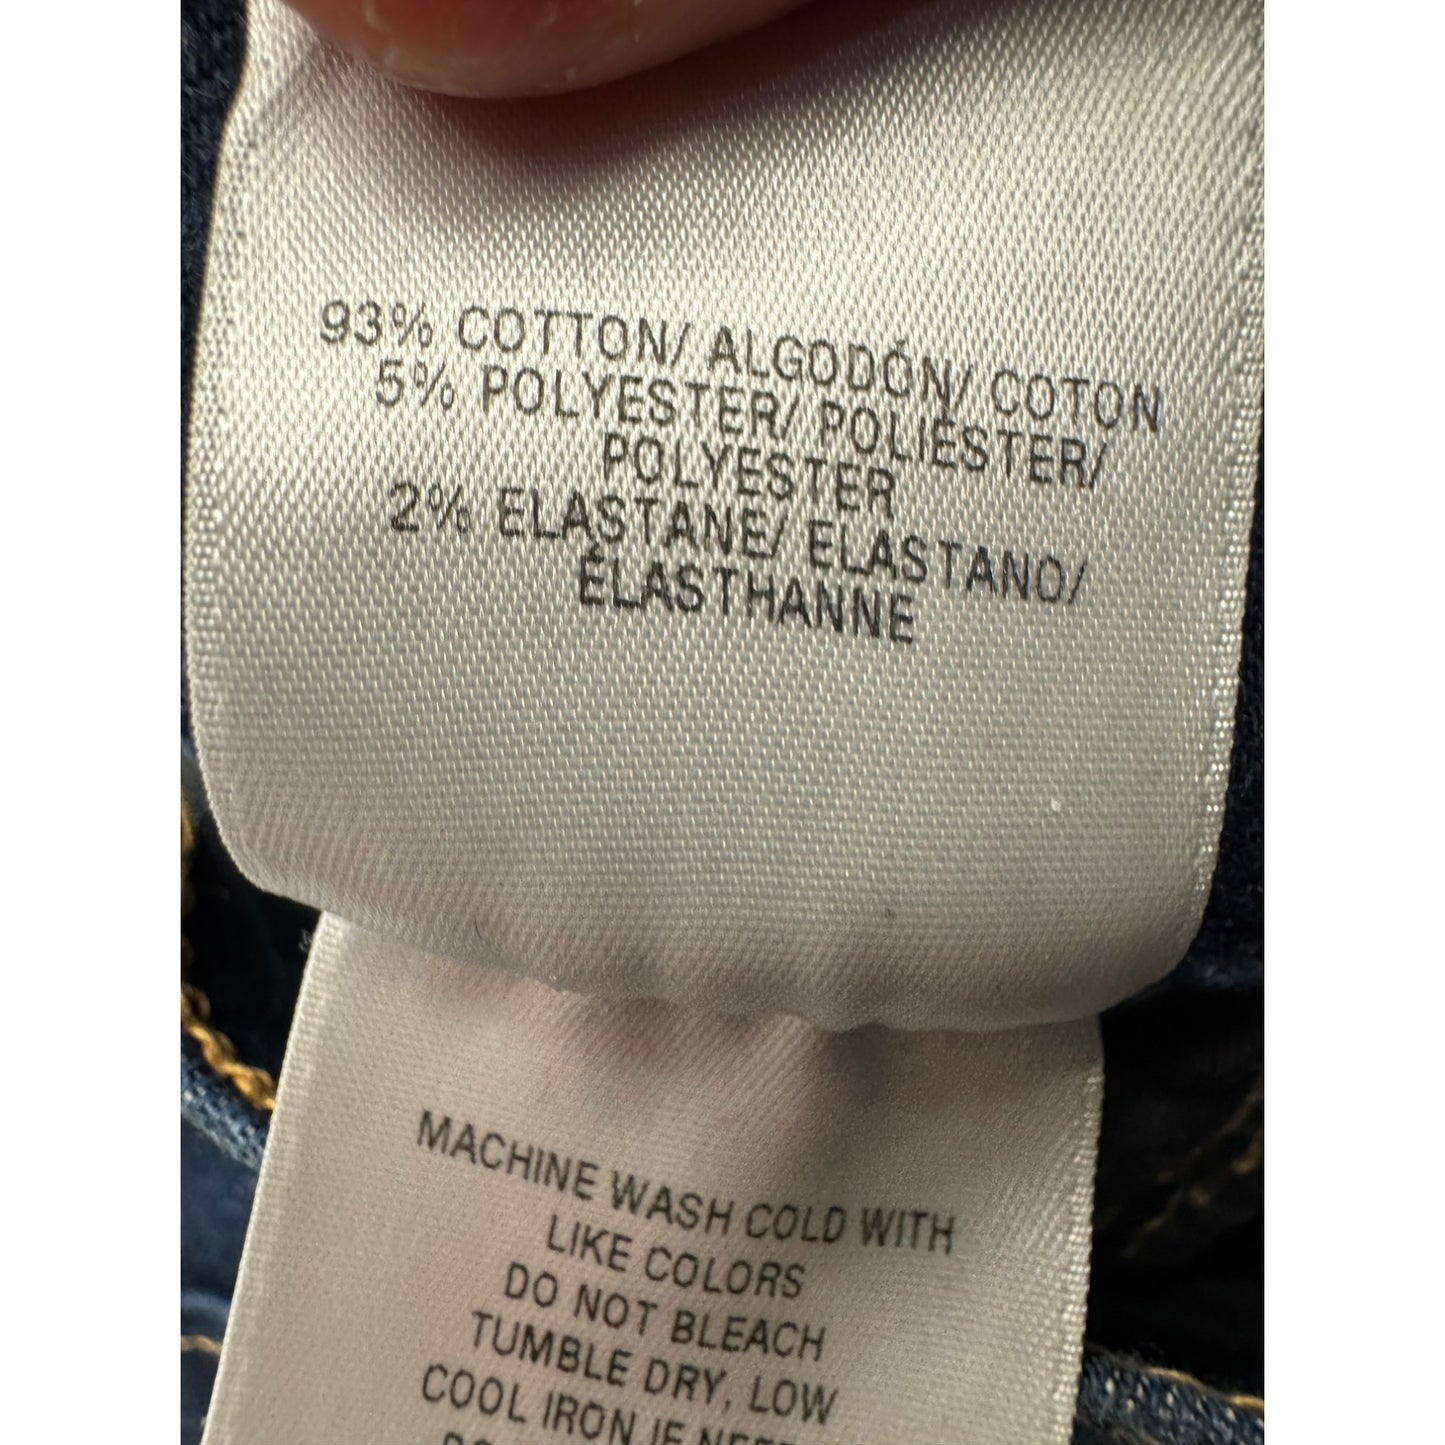 93% COTTON/ ALGODÓN/ COTON
5% POLYESTER/ POLIÉSTER/
POLYESTER
2% ELASTANE/ ELASTANO/
ÉLASTHANNE
MACHINE WASH COLD WITH
LIKE COLORS
DO NOT BLEACH
TUMBLE DRY, LOW
COOL IRON IF